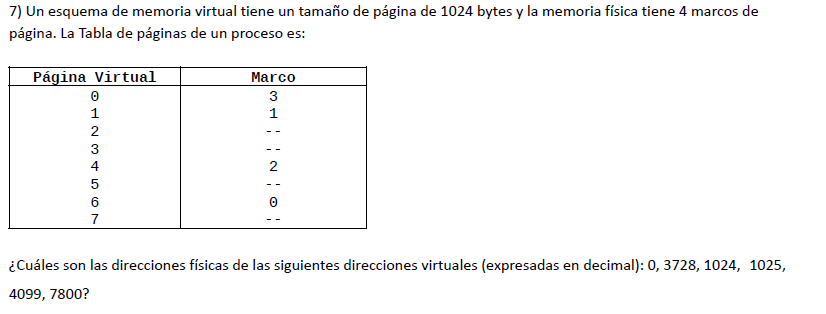 7) Un esquema de memoria virtual tiene un tamaño de página de 1024 bytes y la memoria física tiene 4 marcos de
página. La Tabla de páginas de un proceso es:
Página Virtual Marco
0 3
1 1
2 --
3 --
4 2
5 --
6 0
7 --
¿Cuáles son las direcciones físicas de las siguientes direcciones virtuales (expresadas en decimal): 0, 3728, 1024, 1025,
4099, 7800?